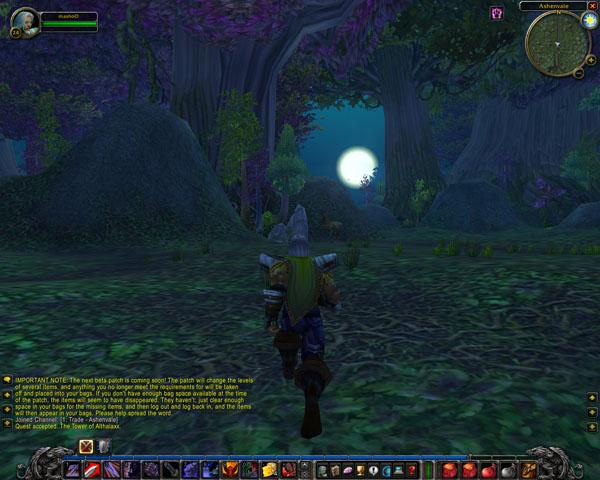 mashol3
24
Ashenvale
N
IMPORTANT NOTE: The next beta patch is coming soon! The patch will change the levels
of several items, and anything you no longer meet the requirements for will be taken
off and placed into your bags. If you don't have enough bag space available at the time
of the patch, the items will seem to have disappeared. They haven't; just clear enough
space in your bags for the missing items, and then log out and log back in, and the items
will then appear in your bags. Please help spread the word.
Joined Channel: [1. Trade - Ashenvale]
Quest accepted: The Tower of Althalaxx